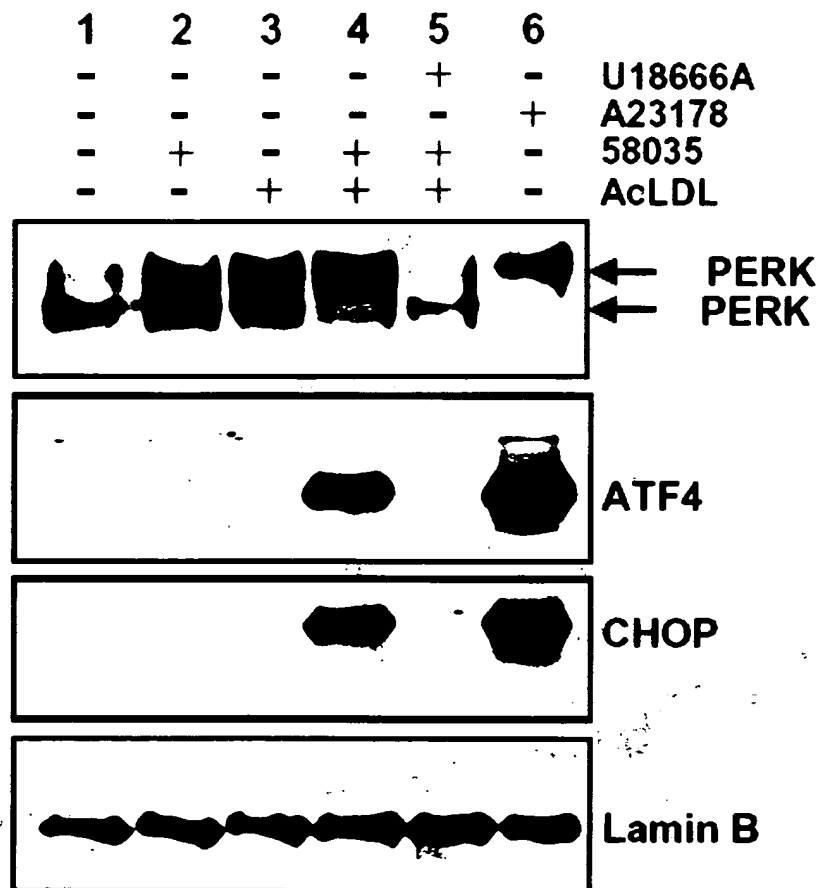 1 2 3 4 5 6
- - - - + - U18666A
- - - - - + A23178
- + - + + - 58035
- - + + + - AcLDL
PERK
PERK
ATF4
CHOP
Lamin B